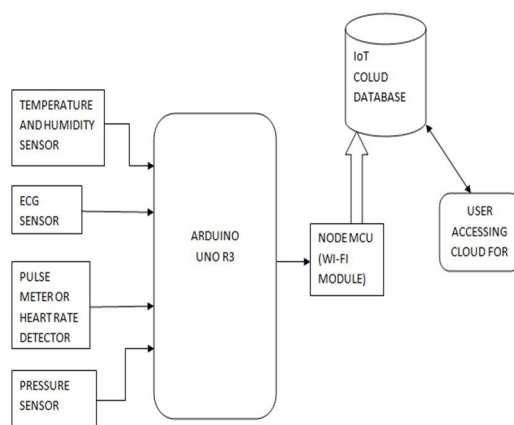 TEMPERATURE
AND HUMIDITY
SENSOR
ECG
SENSOR
PULSE
METER OR
HEART RATE
DETECTOR
PRESSURE
SENSOR
ARDUINO
UNO R3
NODE MCU
(WI-FI
MODULE)
IoT
COLUD
DATABASE
USER
ACCESSING
CLOUD FOR